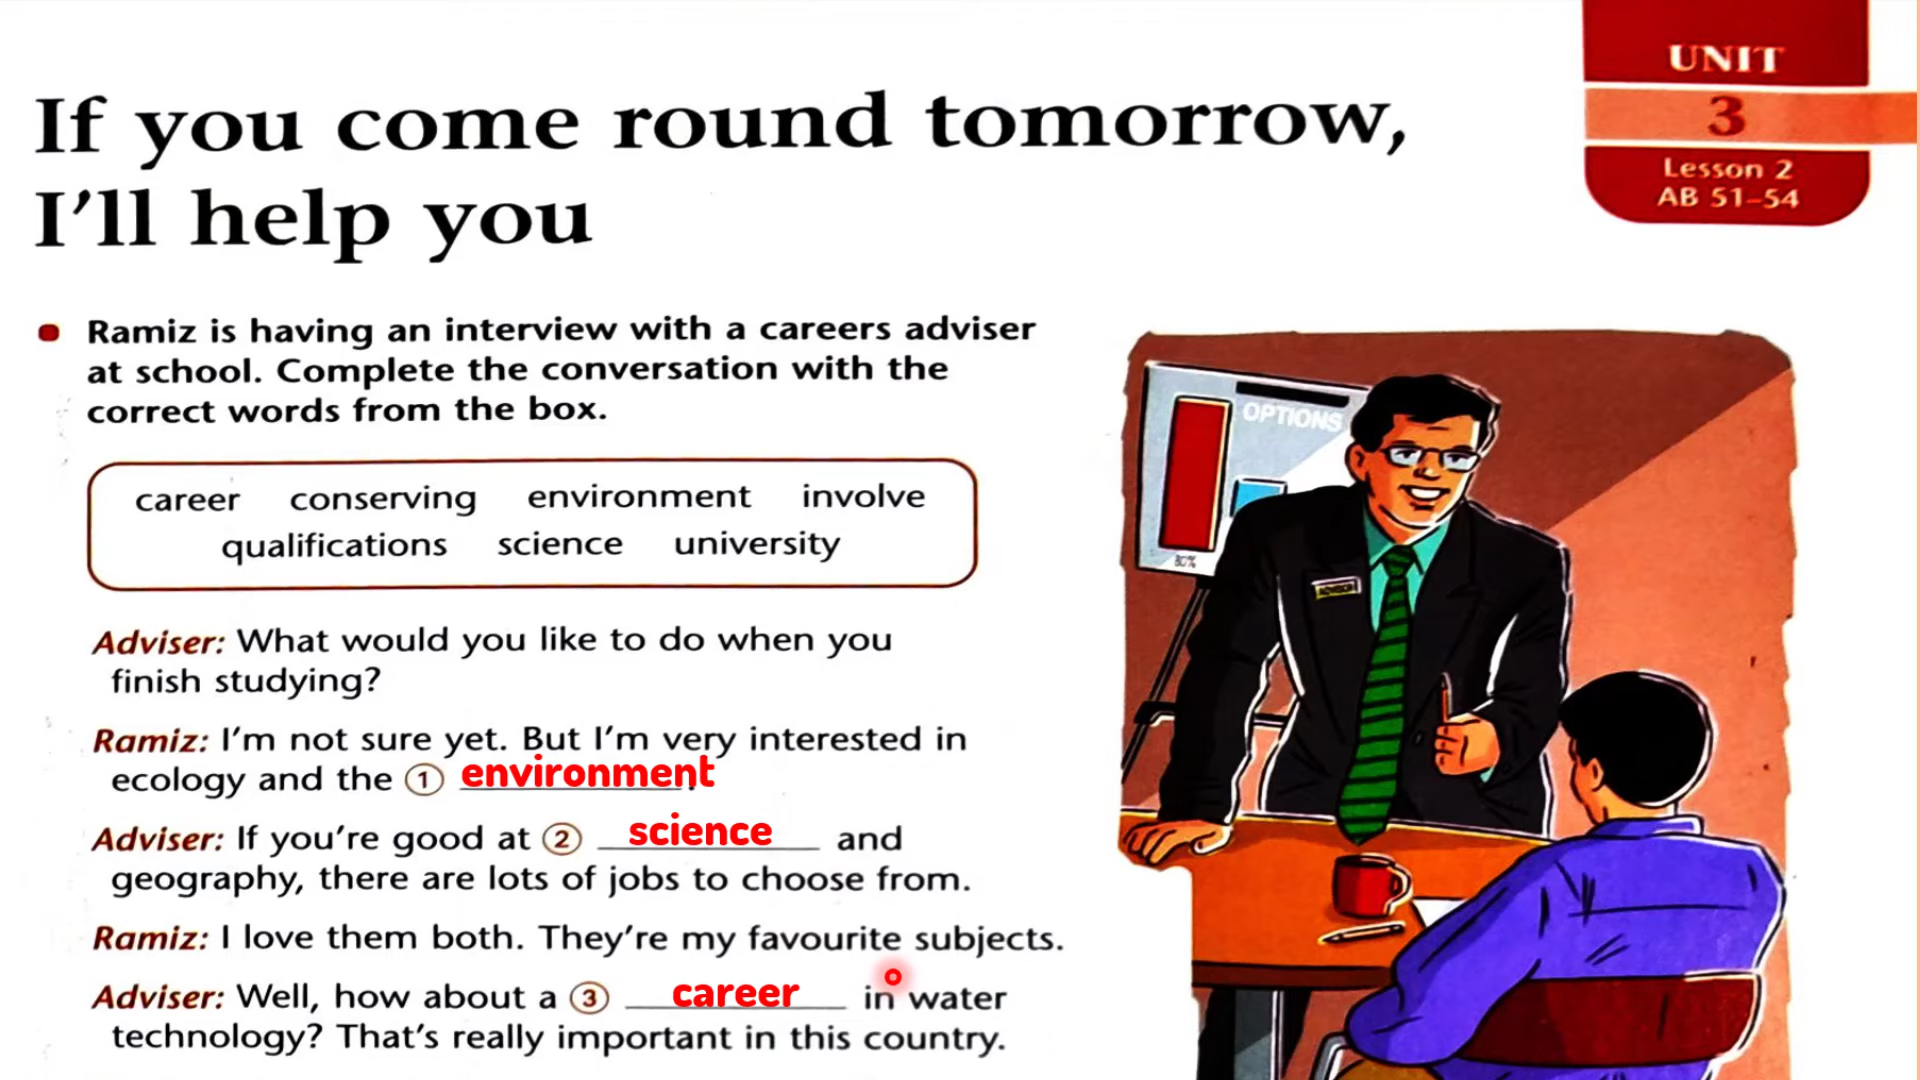 UNIT
3
Lesson 2
AB 51–54
If you come round tomorrow,
I'll help you
Ramiz is having an interview with a careers adviser
at school. Complete the conversation with the
correct words from the box.
career conserving environment involve
qualifications science university
OPTIONS
80%
ADVISOR
Adviser: What would you like to do when you
finish studying?
Ramiz: I'm not sure yet. But I'm very interested in
ecology and the 1 environment.
Adviser: If you're good at 2 science and
geography, there are lots of jobs to choose from.
Ramiz: I love them both. They're my favourite subjects.
Adviser: Well, how about a 3 career in water
technology? That's really important in this country.